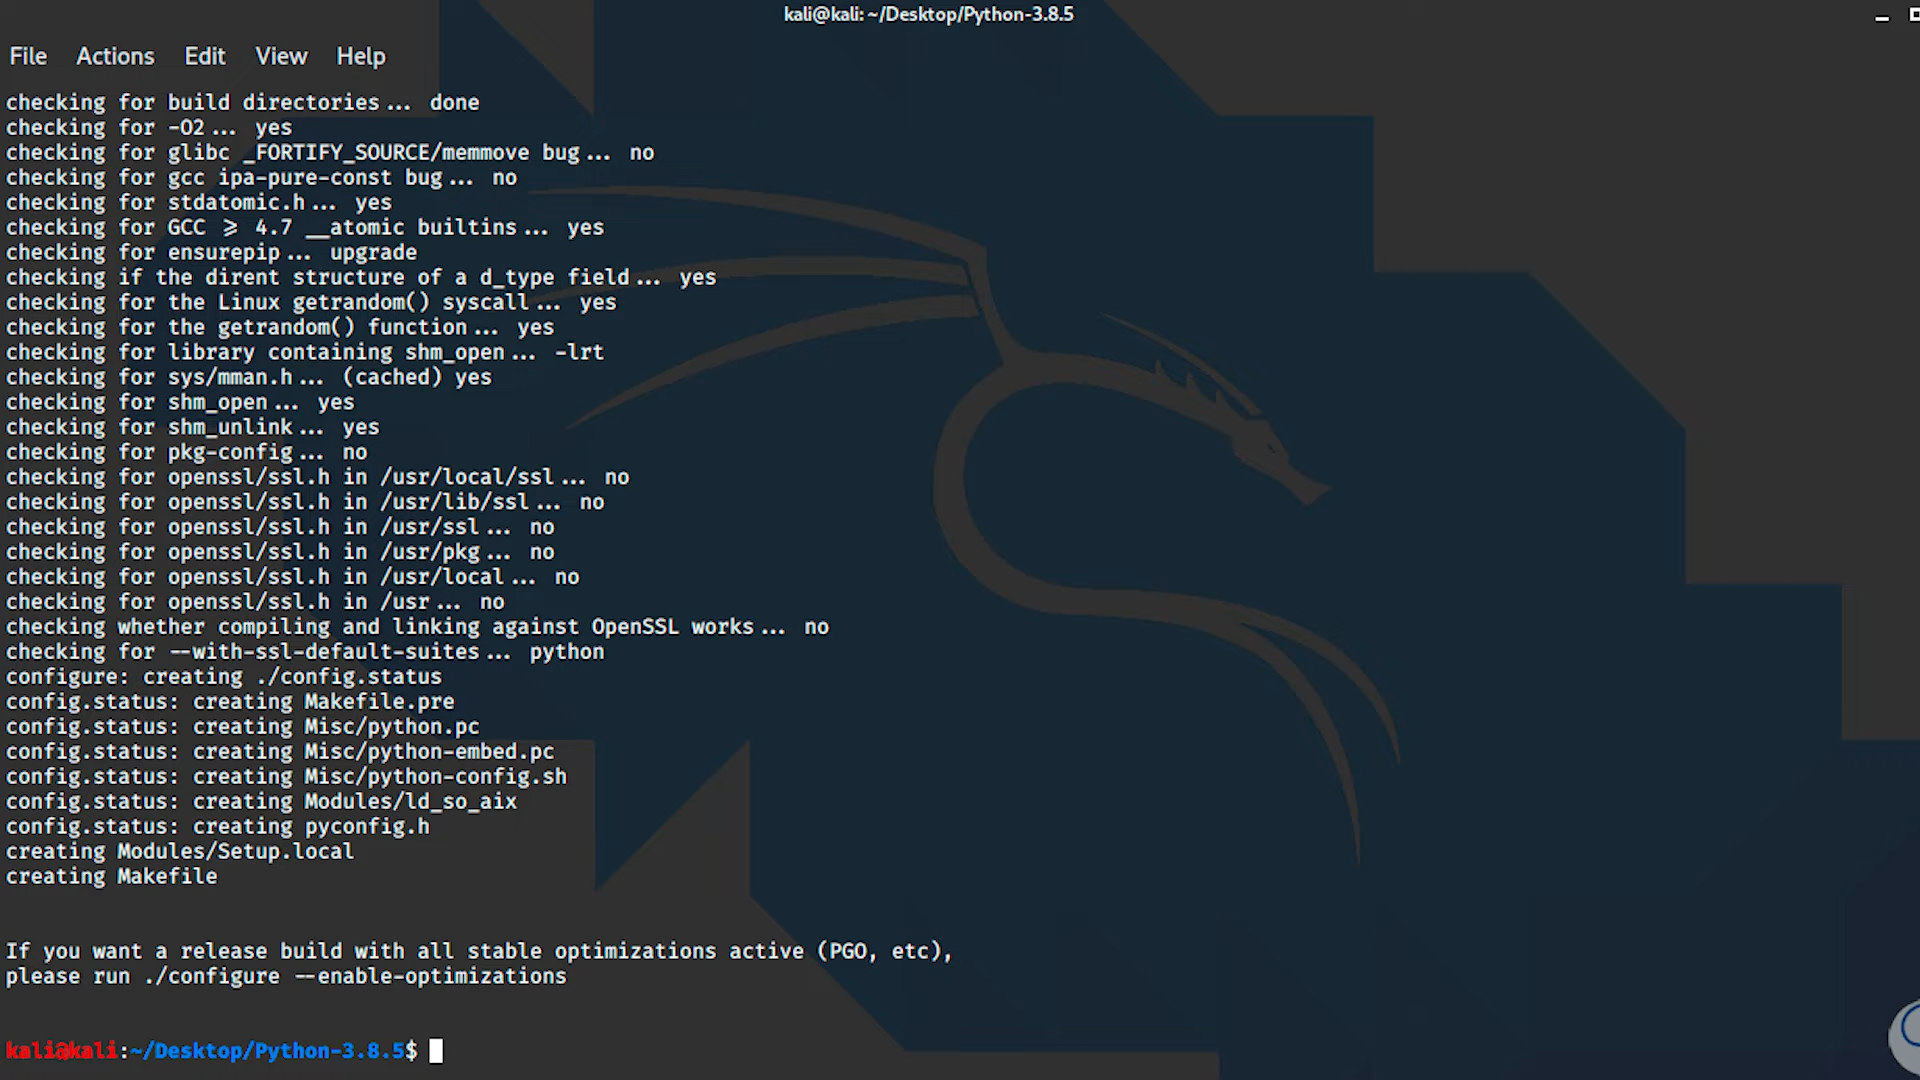 kali@kali: ~/Desktop/Python-3.8.5
File Actions Edit View Help
checking for build directories... done
checking for -O2... yes
checking for glibc _FORTIFY_SOURCE/memmove bug... no
checking for gcc ipa-pure-const bug... no
checking for stdatomic.h... yes
checking for GCC >= 4.7 __atomic builtins... yes
checking for ensurepip... upgrade
checking if the dirent structure of a d_type field... yes
checking for the Linux getrandom() syscall... yes
checking for the getrandom() function... yes
checking for library containing shm_open... -lrt
checking for sys/mman.h... (cached) yes
checking for shm_open... yes
checking for shm_unlink... yes
checking for pkg-config... no
checking for openssl/ssl.h in /usr/local/ssl... no
checking for openssl/ssl.h in /usr/lib/ssl... no
checking for openssl/ssl.h in /usr/ssl... no
checking for openssl/ssl.h in /usr/pkg... no
checking for openssl/ssl.h in /usr/local... no
checking for openssl/ssl.h in /usr... no
checking whether compiling and linking against OpenSSL works... no
checking for --with-ssl-default-suites... python
configure: creating ./config.status
config.status: creating Makefile.pre
config.status: creating Misc/python.pc
config.status: creating Misc/python-embed.pc
config.status: creating Misc/python-config.sh
config.status: creating Modules/ld_so_aix
config.status: creating pyconfig.h
creating Modules/Setup.local
creating Makefile
If you want a release build with all stable optimizations active (PGO, etc),
please run ./configure --enable-optimizations
kali@kali:~/Desktop/Python-3.8.5$